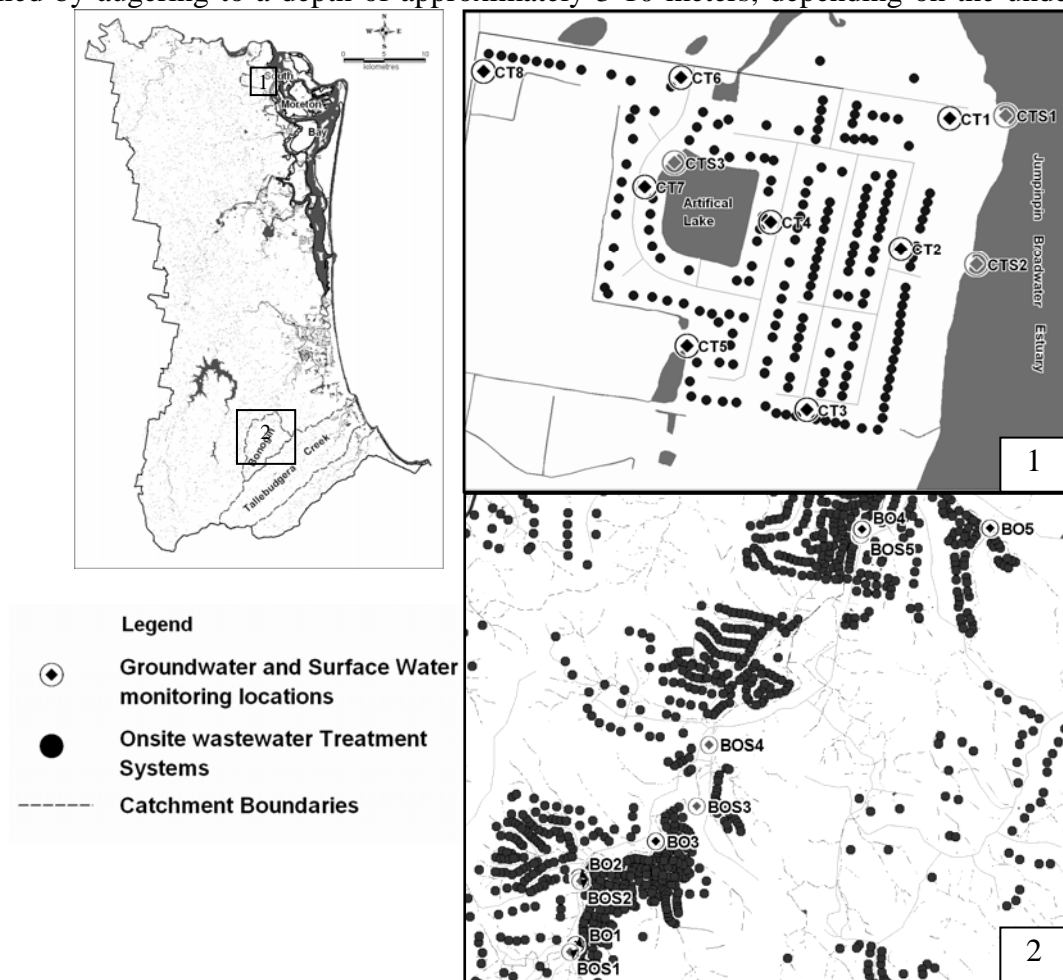 ned by augering to a depth of approximately 5-10 meters, depending on the unde
N
W E
S
0 5 10
kilometres
1
South
Moreton
Bay
2
Bonogin
Tallebudgera Creek
Legend
Groundwater and Surface Water
monitoring locations
Onsite wastewater Treatment
Systems
Catchment Boundaries
CT8
CT6
CT1
CTS1
CTS3
CT7
Artifical
Lake
CT4
CT2
CTS2
CT5
CT3
Jumpinpin Broadwater Estuary
1
BO4
BOS5
BO5
BOS4
BOS3
BO3
BO2
BOS2
BO1
BOS1
2